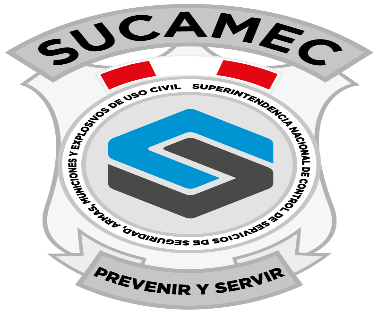 SUCAMEC
SUPERINTENDENCIA NACIONAL DE CONTROL DE SERVICIOS DE SEGURIDAD, ARMAS, MUNICIONES Y EXPLOSIVOS DE USO CIVIL
PREVENIR Y SERVIR